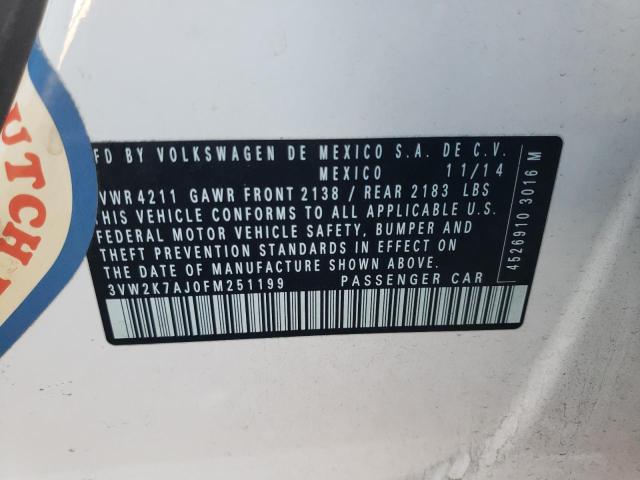 UTCH
FD BY VOLKSWAGEN DE MEXICO S.A. DE C.V.
MEXICO 11/14
VWR 4211 GAWR FRONT 2138 / REAR 2183 LBS
HIS VEHICLE CONFORMS TO ALL APPLICABLE U.S.
FEDERAL MOTOR VEHICLE SAFETY, BUMPER AND
THEFT PREVENTION STANDARDS IN EFFECT ON
THE DATE OF MANUFACTURE SHOWN ABOVE.
3VW2K7AJ0FM251199 PASSENGER CAR
4526910 3016 M